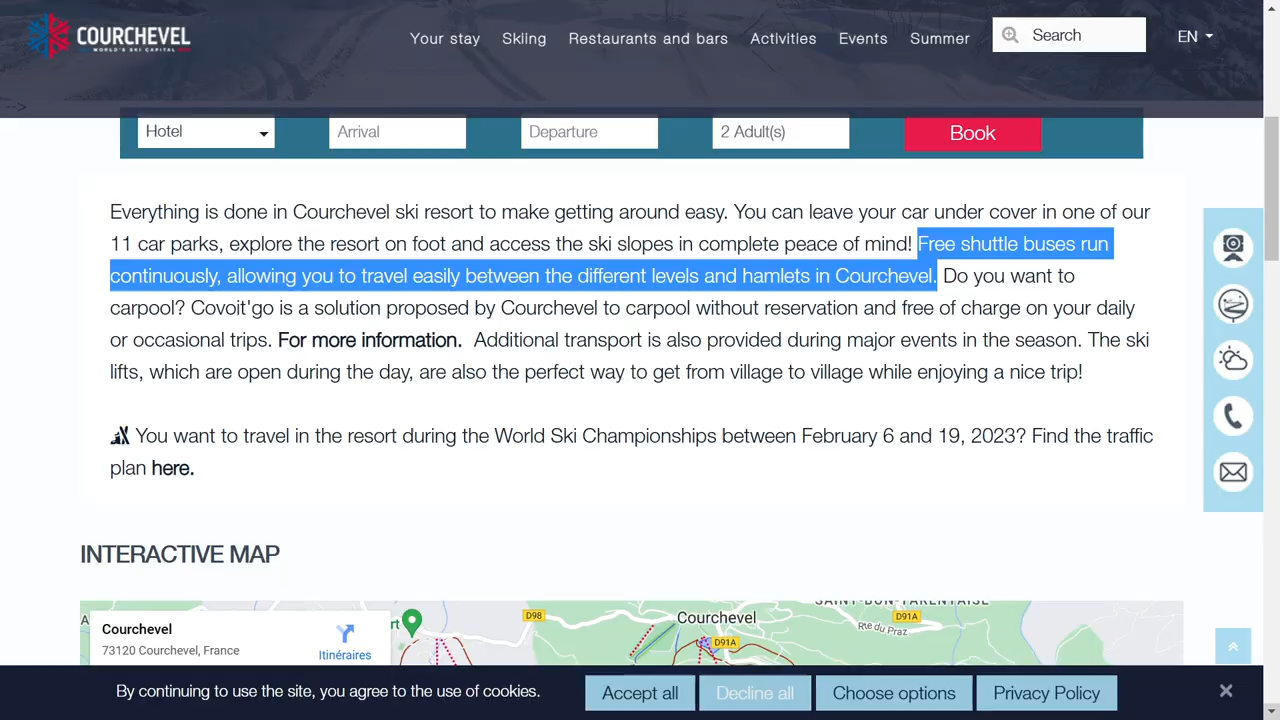 COURCHEVEL
WORLD'S SKI CAPITAL
Your stay
Skiing
Restaurants and bars
Activities
Events
Summer
Search
EN
-->
Hotel
Arrival
Departure
2 Adult(s)
Book
Everything is done in Courchevel ski resort to make getting around easy. You can leave your car under cover in one of our
11 car parks, explore the resort on foot and access the ski slopes in complete peace of mind! Free shuttle buses run
continuously, allowing you to travel easily between the different levels and hamlets in Courchevel. Do you want to
carpool? Covoit'go is a solution proposed by Courchevel to carpool without reservation and free of charge on your daily
or occasional trips. For more information. Additional transport is also provided during major events in the season. The ski
lifts, which are open during the day, are also the perfect way to get from village to village while enjoying a nice trip!
You want to travel in the resort during the World Ski Championships between February 6 and 19, 2023? Find the traffic
plan here.
INTERACTIVE MAP
Courchevel
73120 Courchevel, France
Itinéraires
rt
D98
Courchevel
SAINT-BON-TARENTAISE
D91A
Rte du Praz
D91A
By continuing to use the site, you agree to the use of cookies.
Accept all
Decline all
Choose options
Privacy Policy